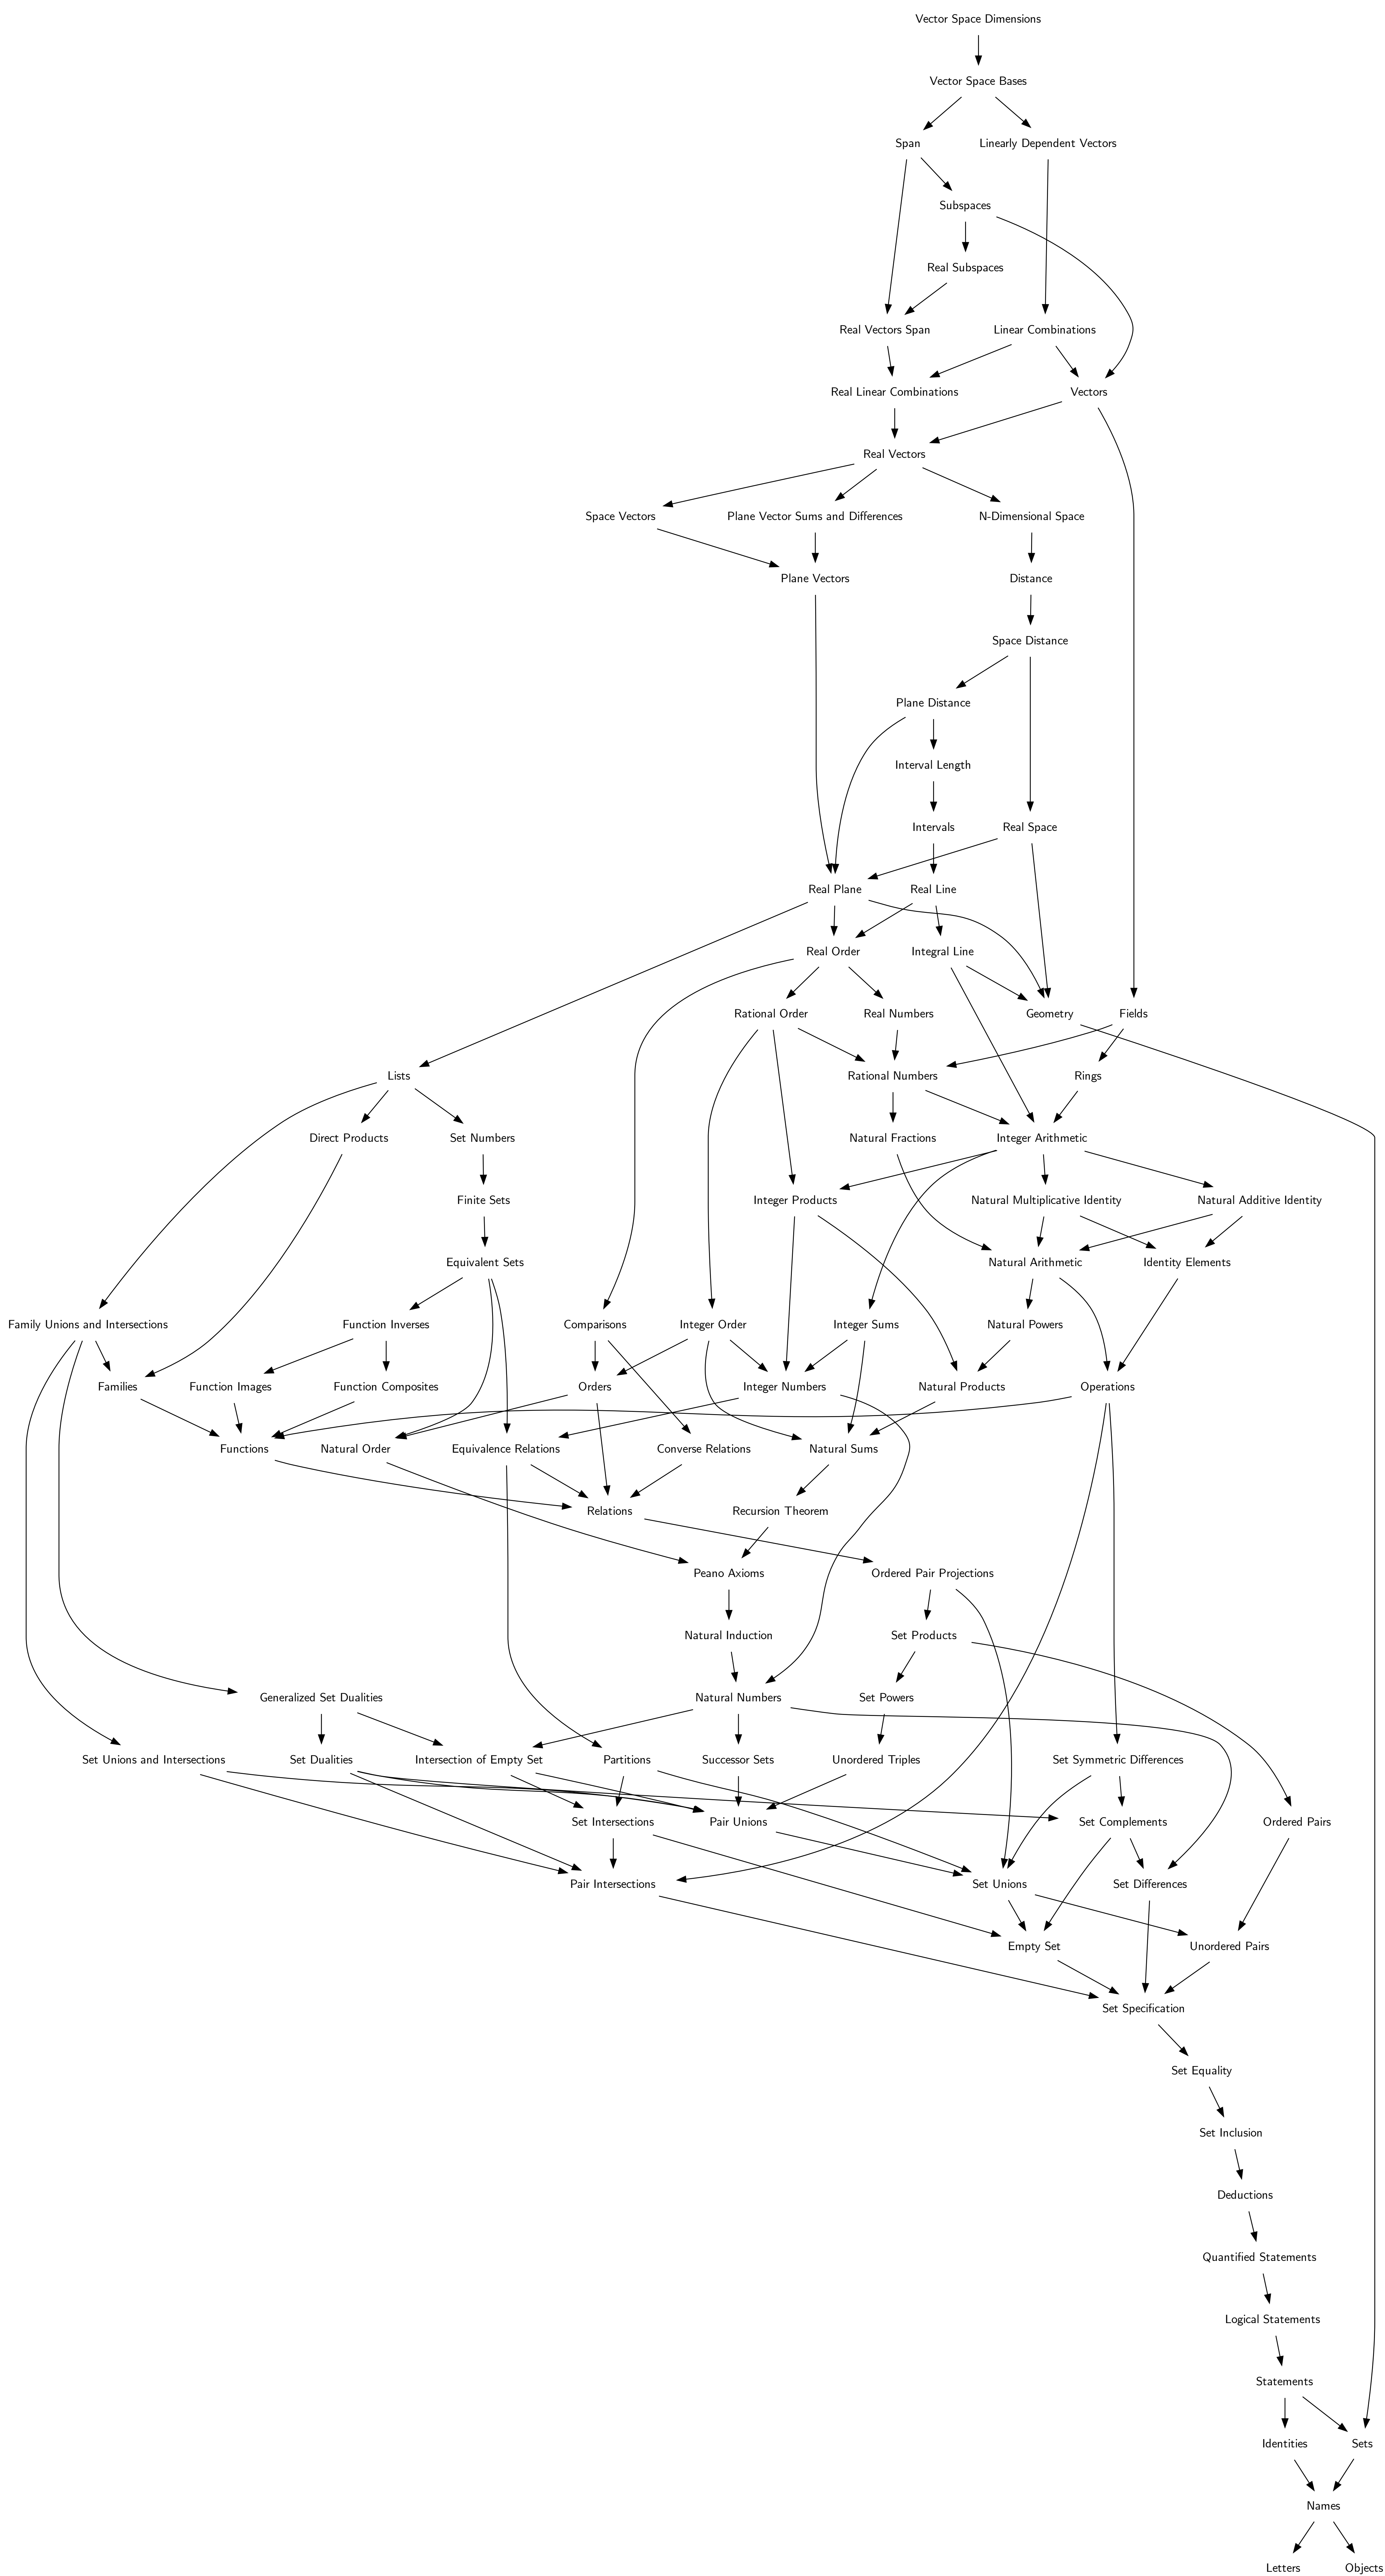 Vector Space Dimensions
Vector Space Bases
Span
Linearly Dependent Vectors
Subspaces
Real Subspaces
Real Vectors Span
Linear Combinations
Real Linear Combinations
Vectors
Real Vectors
Space Vectors
Plane Vector Sums and Differences
N-Dimensional Space
Plane Vectors
Distance
Space Distance
Plane Distance
Interval Length
Intervals
Real Space
Real Plane
Real Line
Real Order
Integral Line
Rational Order
Real Numbers
Geometry
Fields
Lists
Rational Numbers
Rings
Direct Products
Set Numbers
Natural Fractions
Integer Arithmetic
Finite Sets
Integer Products
Natural Multiplicative Identity
Natural Additive Identity
Equivalent Sets
Natural Arithmetic
Identity Elements
Family Unions and Intersections
Function Inverses
Comparisons
Integer Order
Integer Sums
Natural Powers
Families
Function Images
Function Composites
Orders
Integer Numbers
Natural Products
Operations
Functions
Natural Order
Equivalence Relations
Converse Relations
Natural Sums
Relations
Recursion Theorem
Peano Axioms
Ordered Pair Projections
Natural Induction
Set Products
Generalized Set Dualities
Natural Numbers
Set Powers
Set Unions and Intersections
Set Dualities
Intersection of Empty Set
Partitions
Successor Sets
Unordered Triples
Set Symmetric Differences
Set Intersections
Pair Unions
Set Complements
Ordered Pairs
Pair Intersections
Set Unions
Set Differences
Empty Set
Unordered Pairs
Set Specification
Set Equality
Set Inclusion
Deductions
Quantified Statements
Logical Statements
Statements
Identities
Sets
Names
Letters
Objects